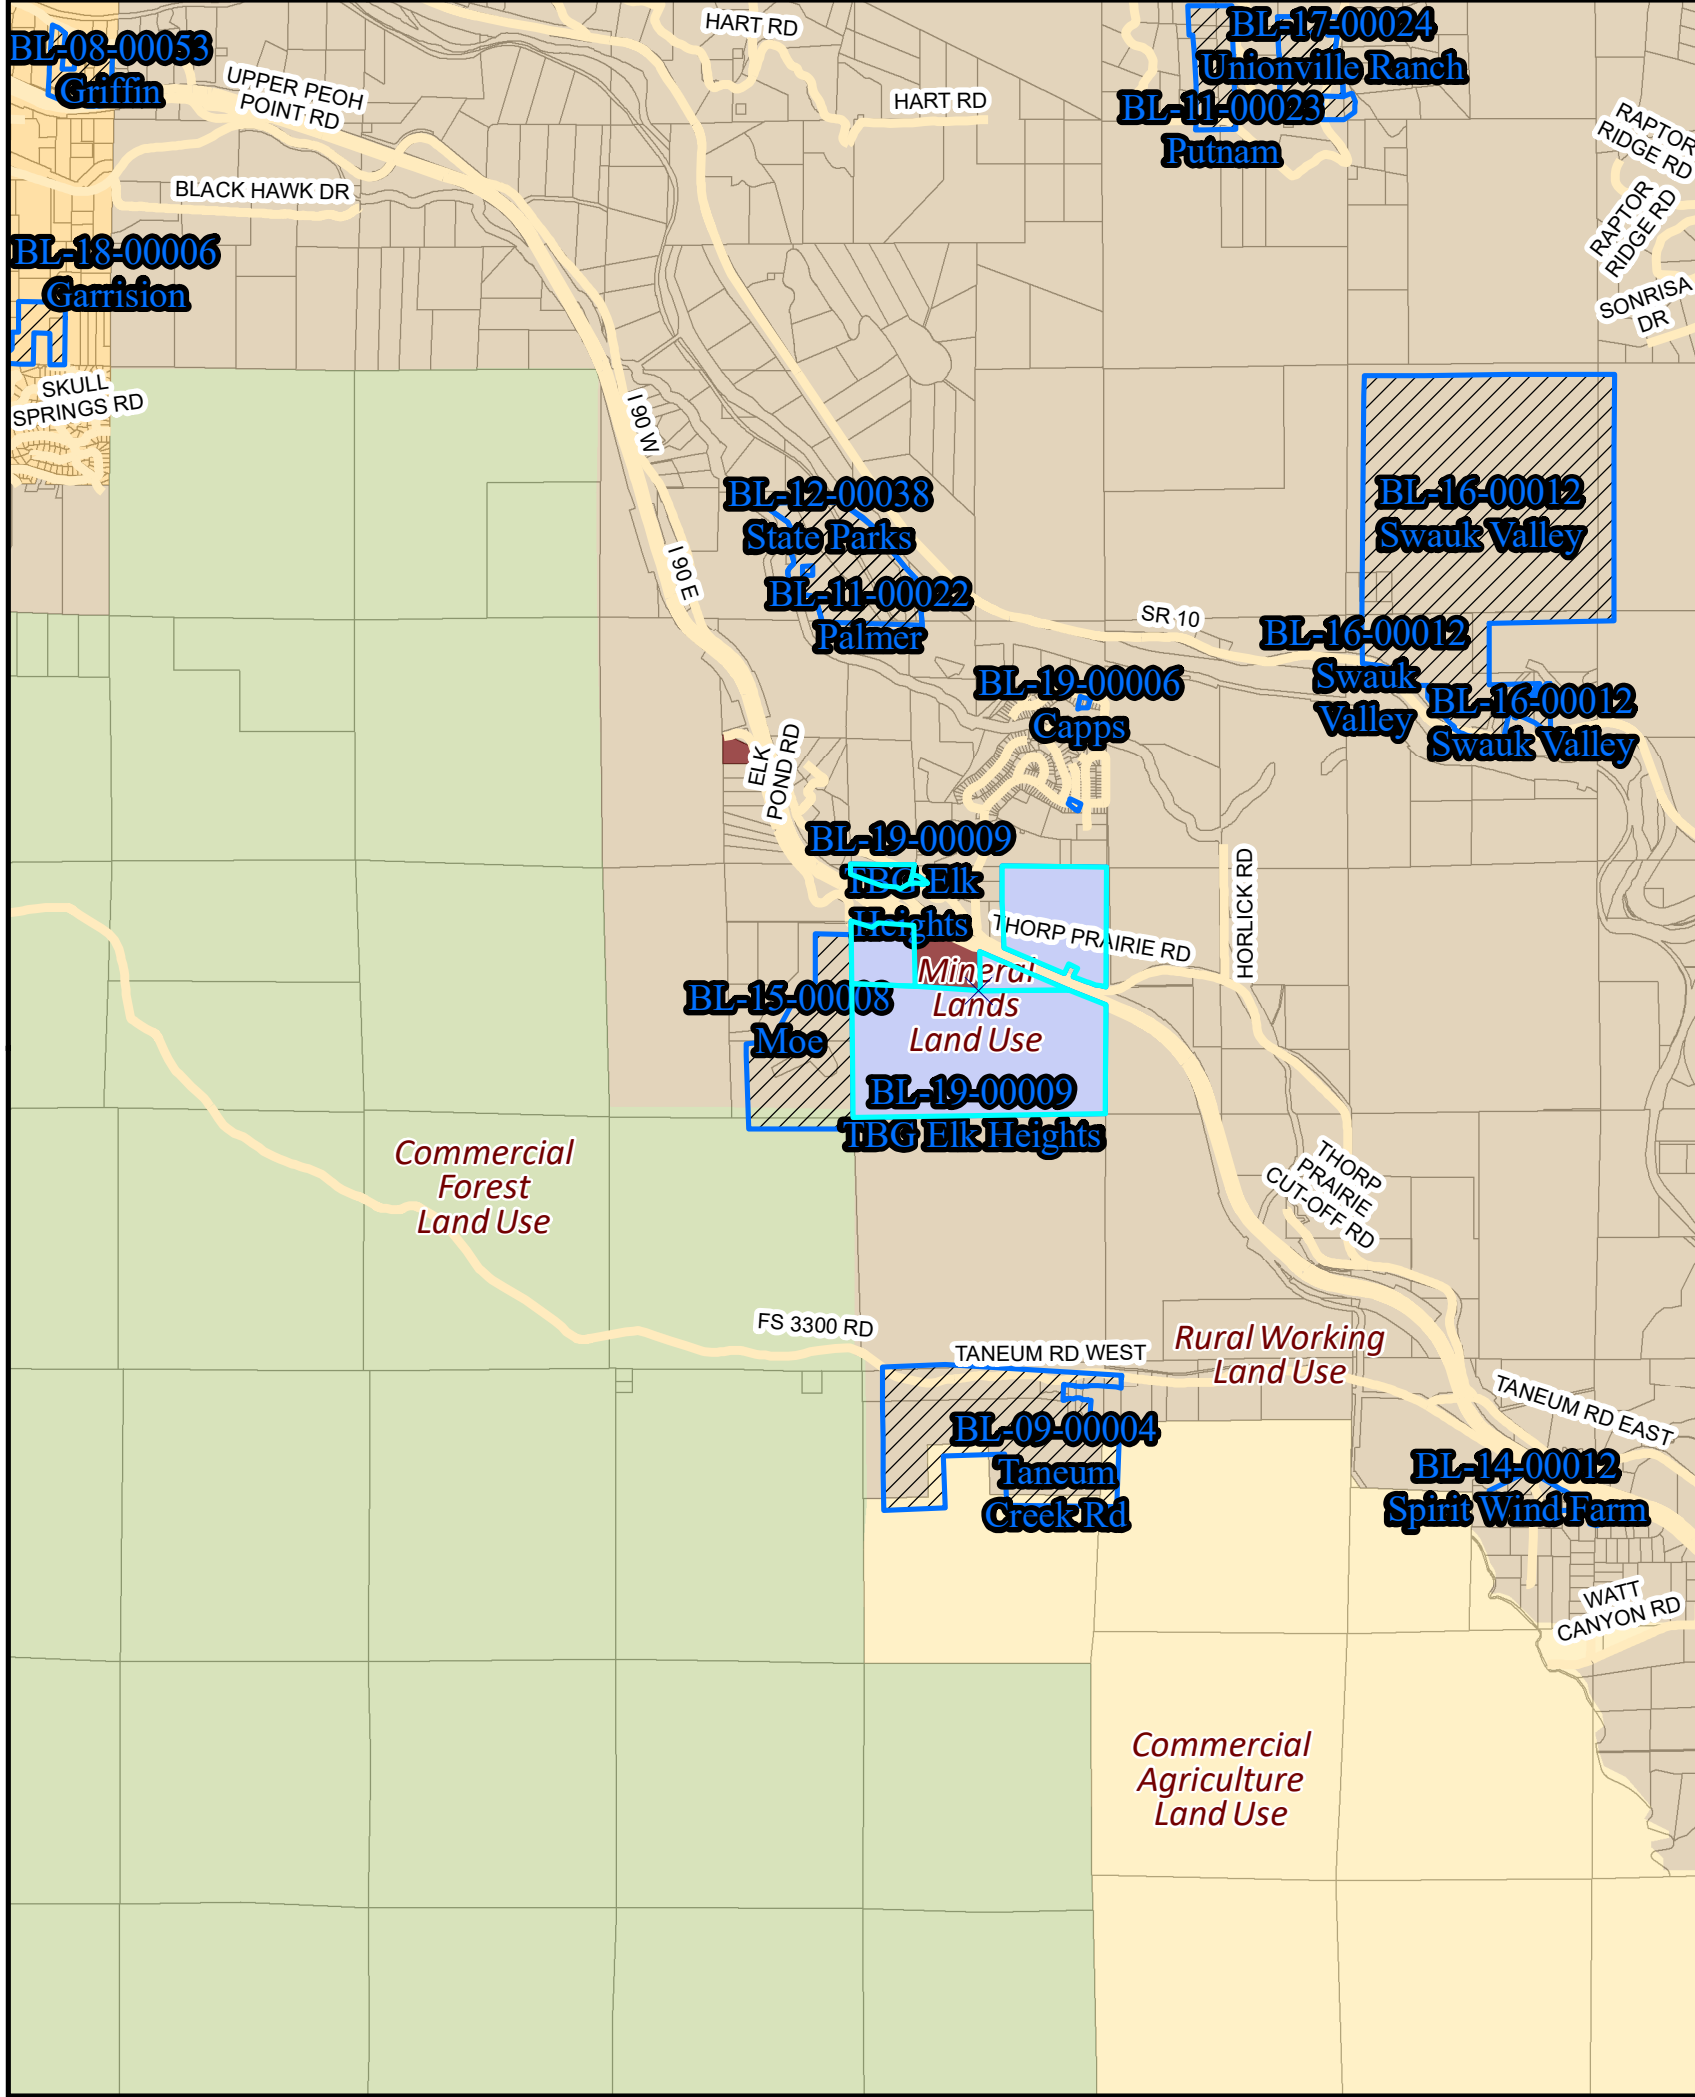 HART RD
BL-17-00024
Unionville Ranch
BL-08-00053
Griffin
UPPER PEOH
POINT RD
HART RD
BL-11-00023
Putnam
RAPTOR
RIDGE RD
BLACK HAWK DR
RAPTOR
RIDGE RD
BL-18-00006
Garrision
SONRISA
DR
SKULL
SPRINGS RD
I 90 W
BL-12-00038
State Parks
BL-16-00012
Swauk Valley
I 90 E
BL-11-00022
Palmer
SR 10
BL-16-00012
Swauk
Valley
BL-19-00006
Capps
BL-16-00012
Swauk Valley
ELK
POND RD
BL-19-00009
TBG Elk
Heights
THORP PRAIRIE RD
HORLICK RD
Mineral
Lands
Land Use
BL-15-00008
Moe
BL-19-00009
TBG Elk Heights
Commercial
Forest
Land Use
THORP
PRAIRIE
CUT-OFF RD
FS 3300 RD
TANEUM RD WEST
Rural Working
Land Use
TANEUM RD EAST
BL-09-00004
Taneum
Creek Rd
BL-14-00012
Spirit Wind Farm
WATT
CANYON RD
Commercial
Agriculture
Land Use